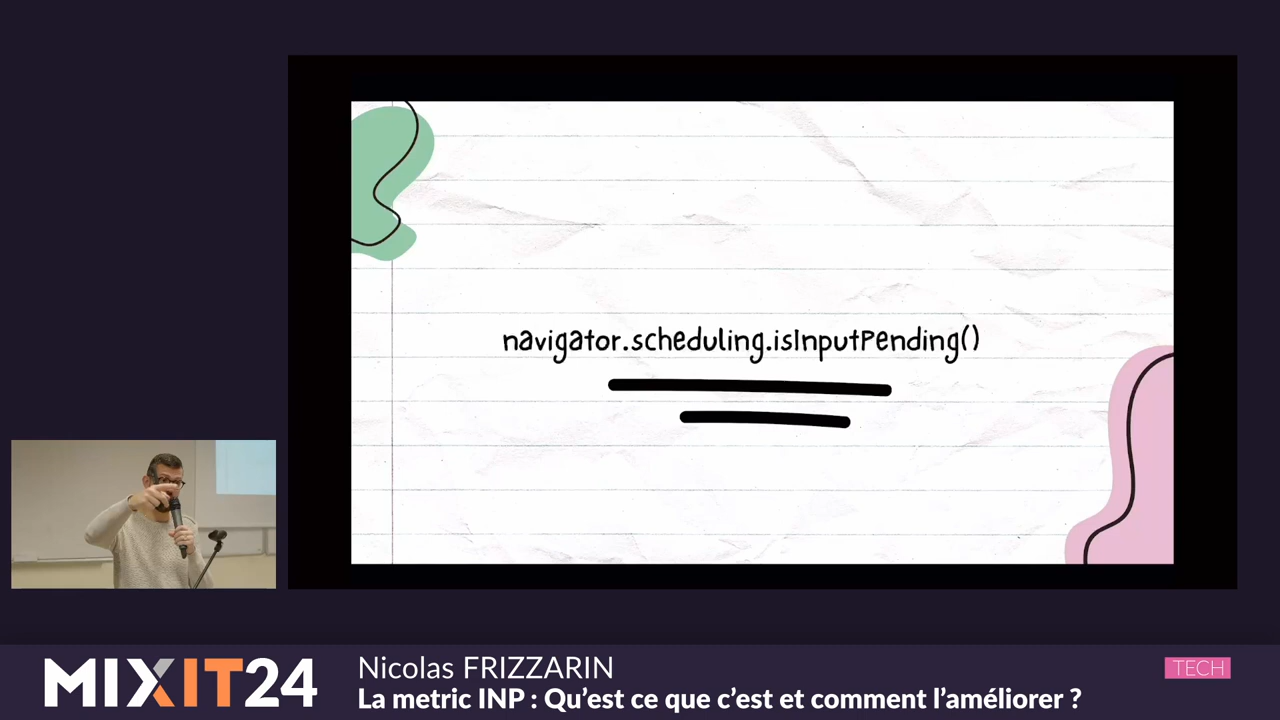 navigator.scheduling.isInputPending()
MIXIT24
Nicolas FRIZZARIN
La metric INP : Qu'est ce que c'est et comment l'améliorer ?
TECH